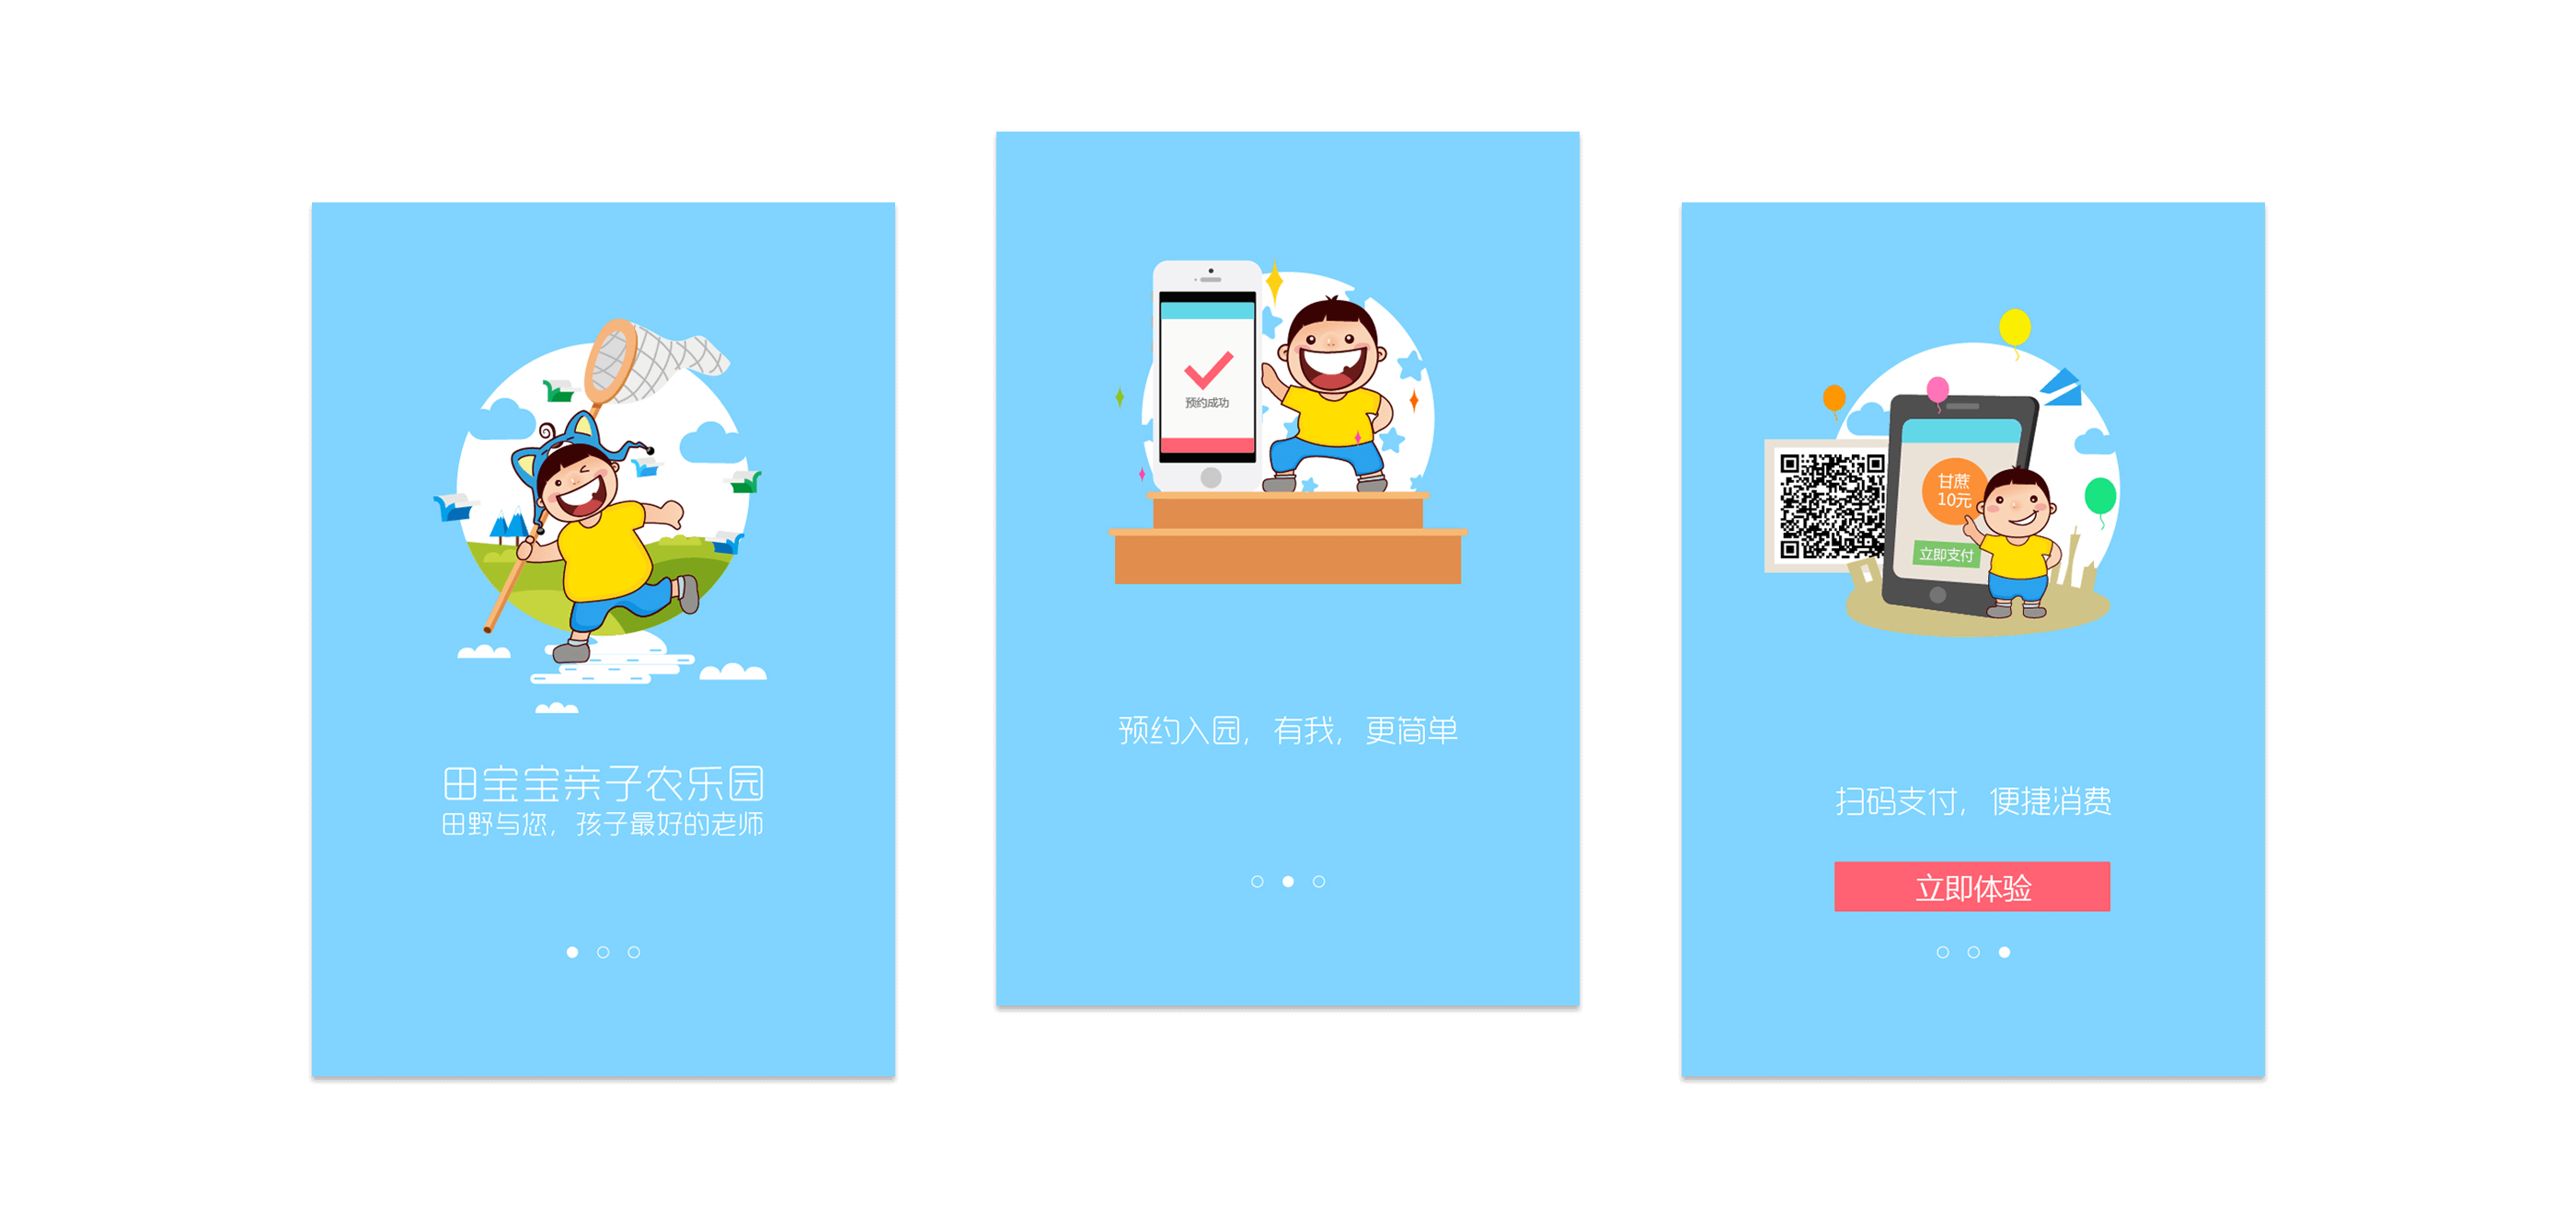 田宝宝亲子农乐园
田野与您，孩子最好的老师
预约成功
预约入园，有我，更简单
甘蔗
10元
立即支付
扫码支付，便捷消费
立即体验